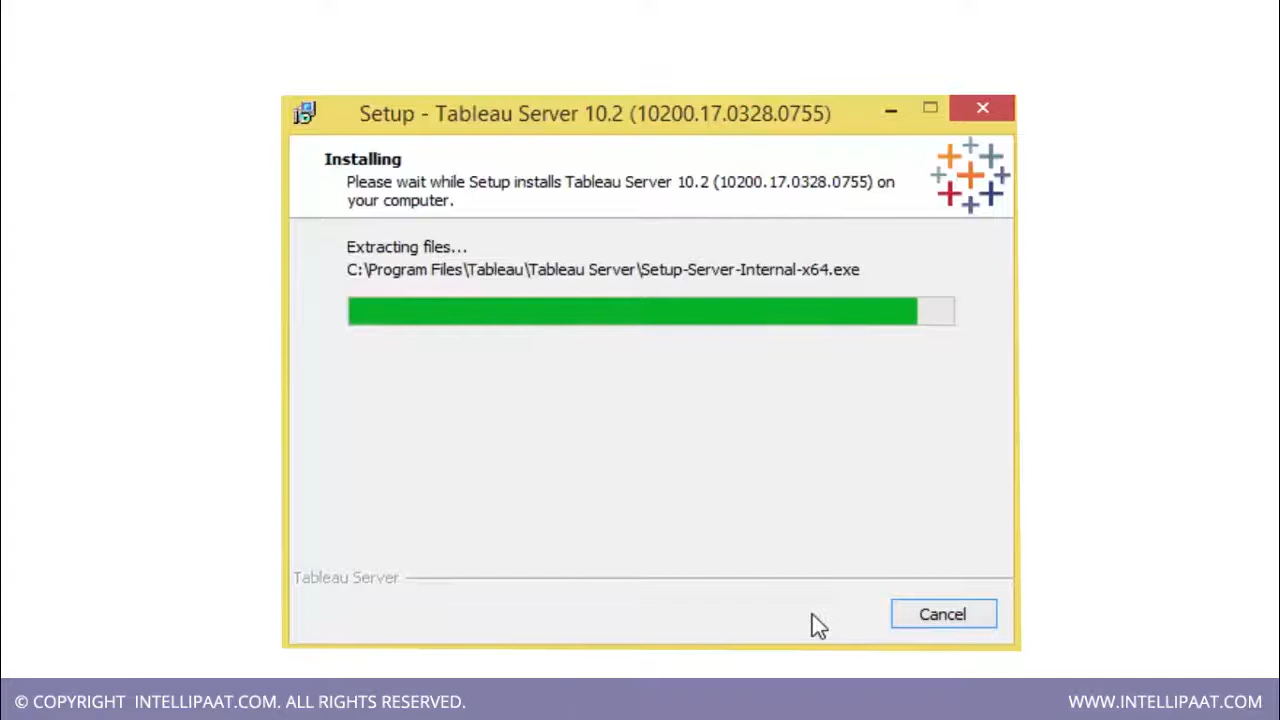 Setup - Tableau Server 10.2 (10200.17.0328.0755)
Installing
Please wait while Setup installs Tableau Server 10.2 (10200.17.0328.0755) on
your computer.
Extracting files...
C:\Program Files\Tableau\Tableau Server\Setup-Server-Internal-x64.exe
Tableau Server
Cancel
© COPYRIGHT INTELLIPAAT.COM. ALL RIGHTS RESERVED.
WWW.INTELLIPAAT.COM